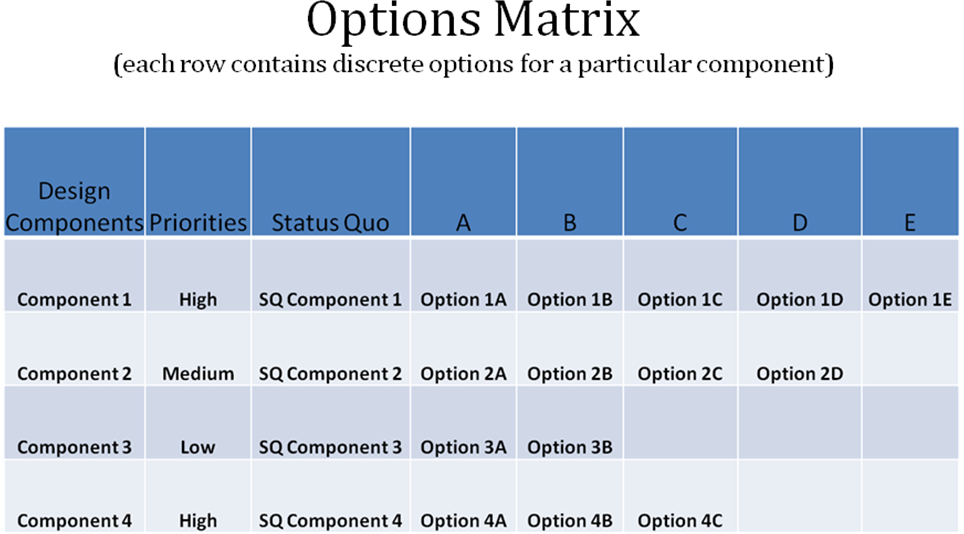 Options Matrix
(each row contains discrete options for a particular component)
Design
Components Priorities Status Quo A B C D E
Component 1 High SQ Component 1 Option 1A Option 1B Option 1C Option 1D Option 1E
Component 2 Medium SQ Component 2 Option 2A Option 2B Option 2C Option 2D
Component 3 Low SQ Component 3 Option 3A Option 3B
Component 4 High SQ Component 4 Option 4A Option 4B Option 4C